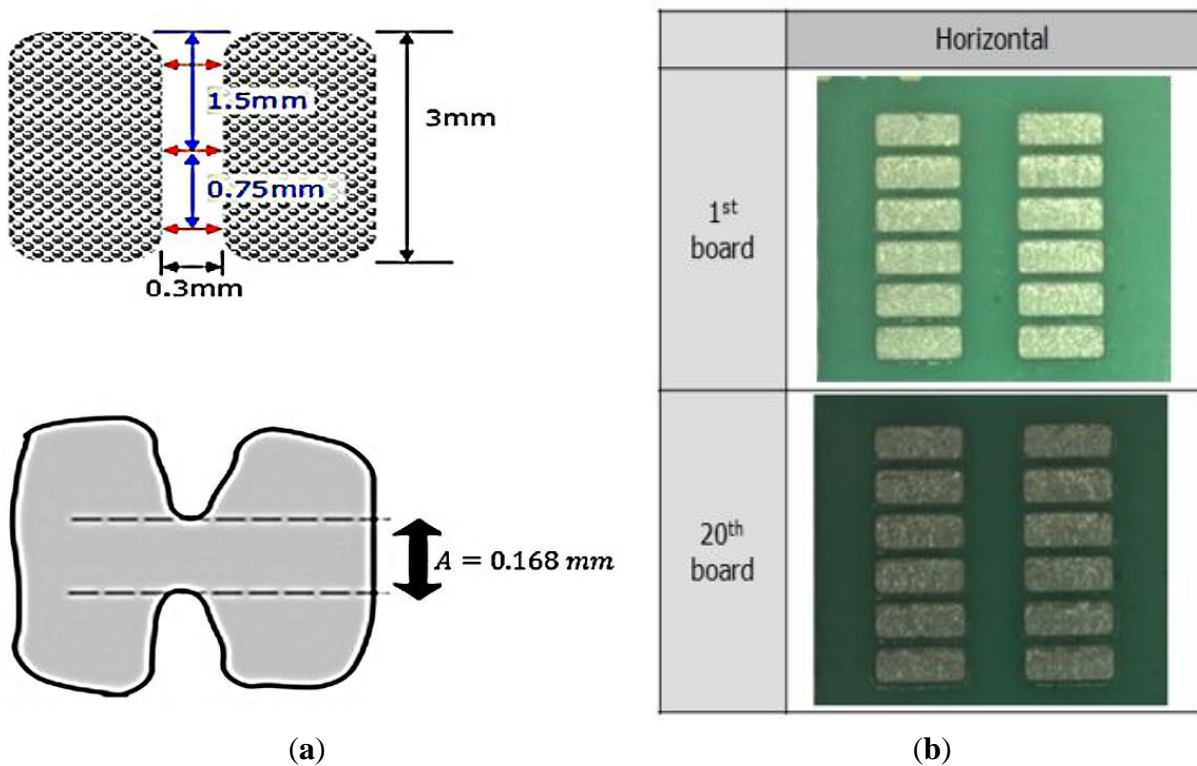 1.5mm
3mm
0.75mm
0.3mm
A = 0.168 mm
(a)
Horizontal
1st
board
20th
board
(b)